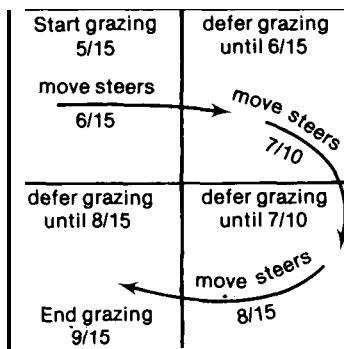 Start grazing
5/15
defer grazing
until 6/15
move steers
6/15
move steers
7/10
defer grazing
until 8/15
defer grazing
until 7/10
move steers
8/15
End grazing
9/15